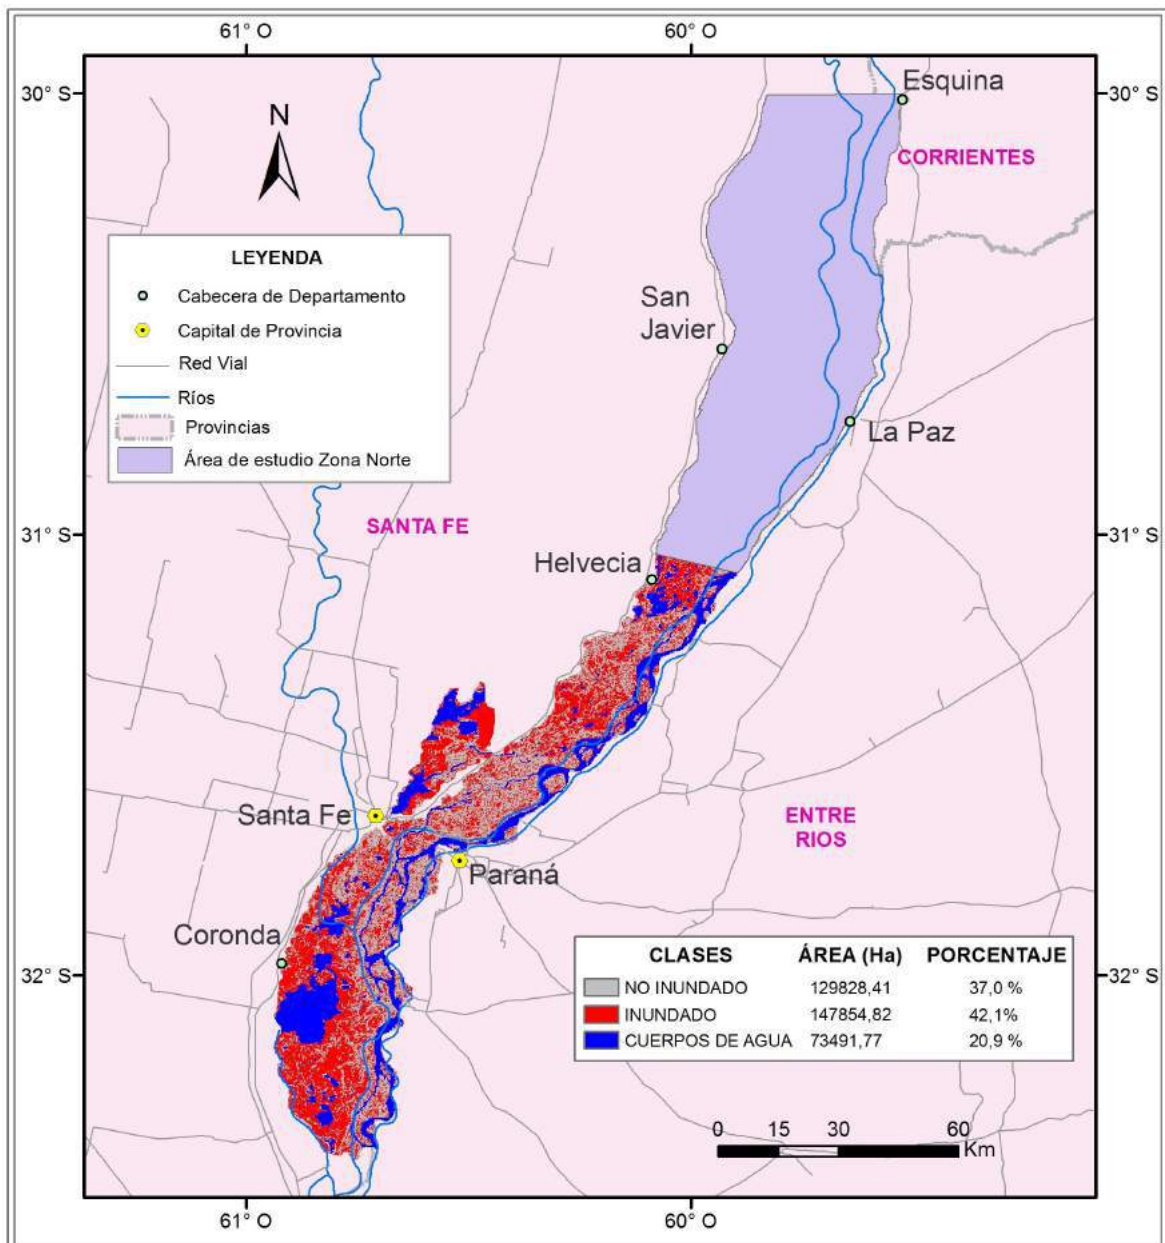 61° O 60° O
30° S 30° S
Esquina
CORRIENTES
N
LEYENDA
Cabecera de Departamento
Capital de Provincia
Red Vial
Ríos
Provincias
Área de estudio Zona Norte
San
Javier
La Paz
SANTA FE
31° S 31° S
Helvecia
Santa Fe
ENTRE
RIOS
Paraná
Coronda
32° S 32° S
CLASES ÁREA (Ha) PORCENTAJE
NO INUNDADO 129828,41 37,0 %
INUNDADO 147854,82 42,1%
CUERPOS DE AGUA 73491,77 20,9 %
0 15 30 60
Km
61° O 60° O